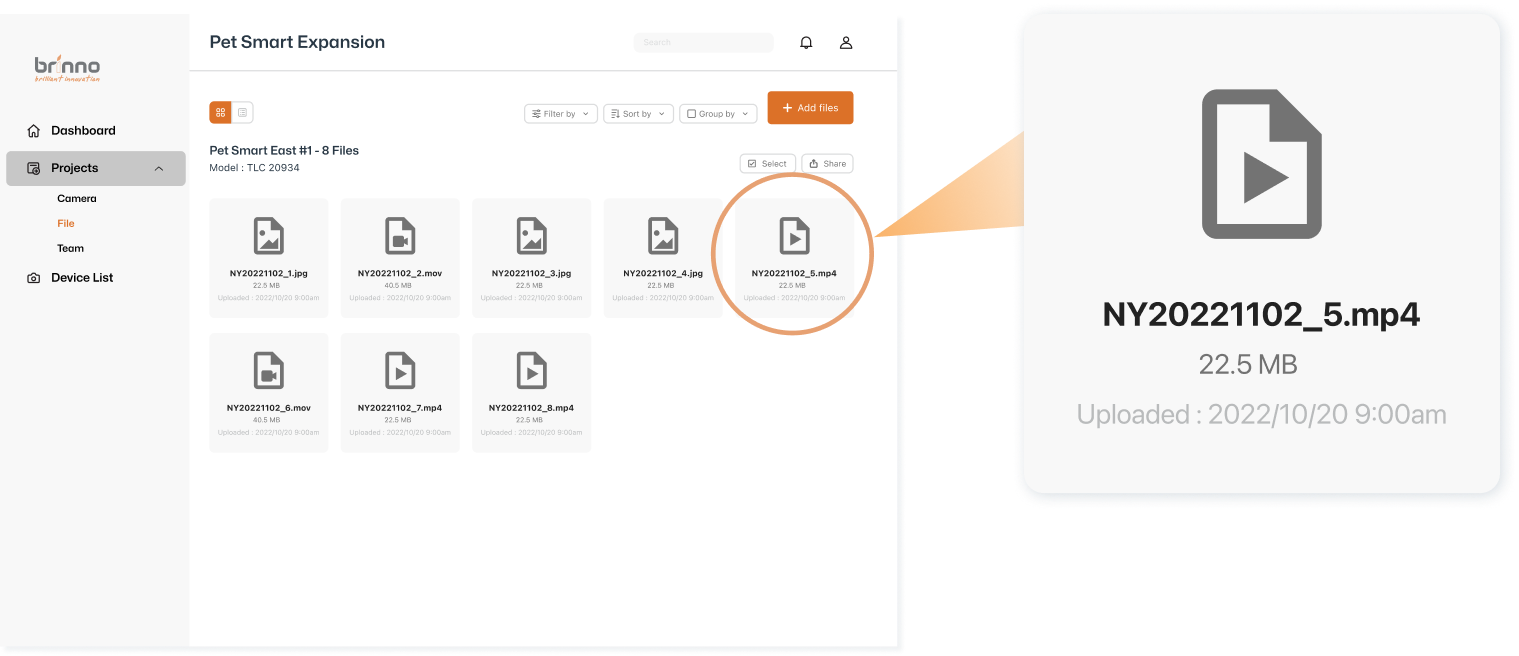 Pet Smart Expansion
Search
brinno
brilliant innovation
Add files
Filter by
Sort by
Group by
Dashboard
Pet Smart East #1 - 8 Files
Select
Share
Projects
Model : TLC 20934
Camera
File
Team
Device List
NY20221102_1.jpg
22.5 MB
Uploaded : 2022/10/20 9:00am
NY20221102_2.mov
40.5 MB
Uploaded : 2022/10/20 9:00am
NY20221102_3.jpg
22.5 MB
Uploaded : 2022/10/20 9:00am
NY20221102_4.jpg
22.5 MB
Uploaded : 2022/10/20 9:00am
NY20221102_5.mp4
22.5 MB
Uploaded : 2022/10/20 9:00am
NY20221102_6.mov
40.5 MB
Uploaded : 2022/10/20 9:00am
NY20221102_7.mp4
22.5 MB
Uploaded : 2022/10/20 9:00am
NY20221102_8.mp4
22.5 MB
Uploaded : 2022/10/20 9:00am
NY20221102_5.mp4
22.5 MB
Uploaded : 2022/10/20 9:00am